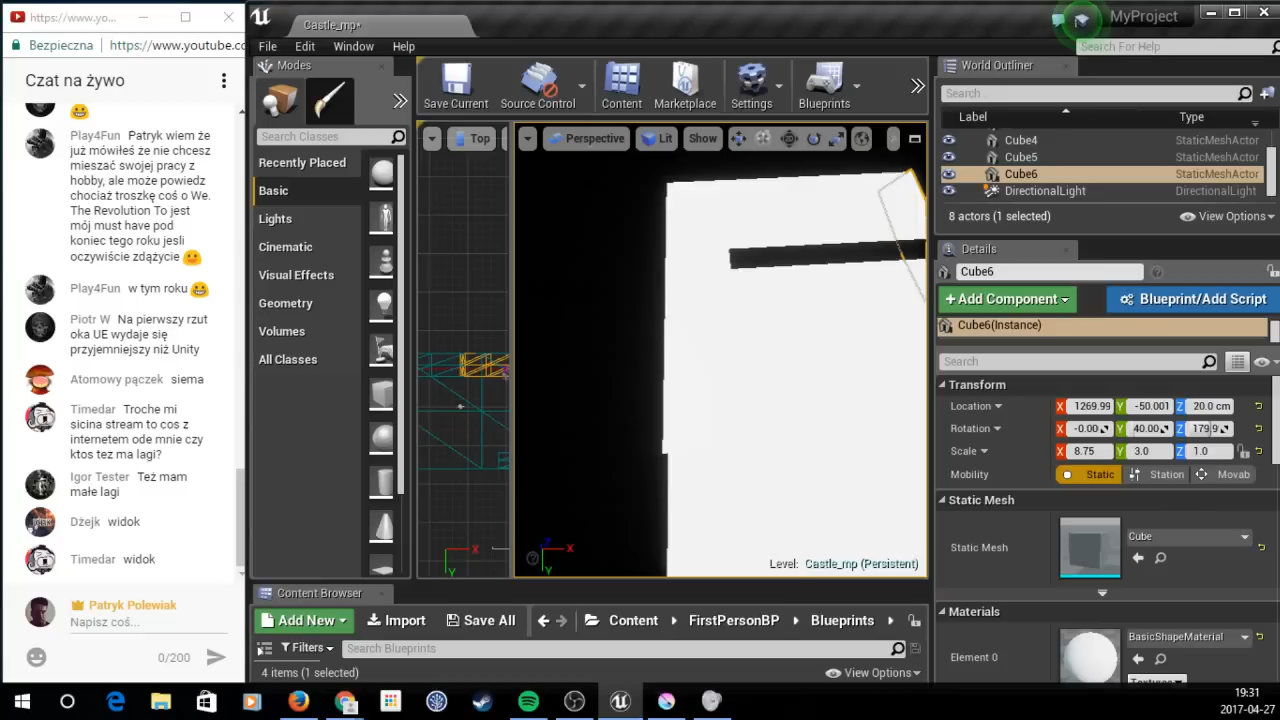 https://www.yo...
Bezpieczna
https://www.youtube.co
Czat na żywo
Play4Fun Patryk wiem że
już mówiłeś że nie chcesz
mieszać swojej pracy z
hobby, ale może powiedz
chociaż troszkę coś o We.
The Revolution To jest
mój must have pod
koniec tego roku jesli
oczywiście zdążycie
Play4Fun w tym roku
Piotr W Na pierwszy rzut
oka UE wydaje się
przyjemniejszy niż Unity
Atomowy pączek siema
Timedar Troche mi
sicina stream to cos z
internetem ode mnie czy
ktos tez ma lagi?
Igor Tester Też mam
małe lagi
Dżejk widok
Timedar widok
Patryk Polewiak
Napisz coś...
0/200
Castle_mp*
MyProject
File Edit Window Help
Search For Help
Modes
Search Classes
Recently Placed
Basic
Lights
Cinematic
Visual Effects
Geometry
Volumes
All Classes
Save Current
Source Control
Content
Marketplace
Settings
Blueprints
Top
Perspective
Lit
Show
X
Y
X
Y
Level: Castle_mp (Persistent)
World Outliner
Search...
Label Type
Cube4 StaticMeshActor
Cube5 StaticMeshActor
Cube6 StaticMeshActor
DirectionalLight DirectionalLight
8 actors (1 selected)
View Options
Details
Cube6
+Add Component
Blueprint/Add Script
Cube6(Instance)
Search
Transform
Location X 1269.99 Y -50.001 Z 20.0 cm
Rotation X -0.00 Y 40.00 Z 179.9
Scale X 8.75 Y 3.0 Z 1.0
Mobility Static Station Movab
Static Mesh
Static Mesh
Cube
Materials
Element 0
BasicShapeMaterial
Textures
Content Browser
Add New
Import
Save All
Content
FirstPersonBP
Blueprints
Filters
Search Blueprints
4 items (1 selected)
View Options
19:31
2017-04-27